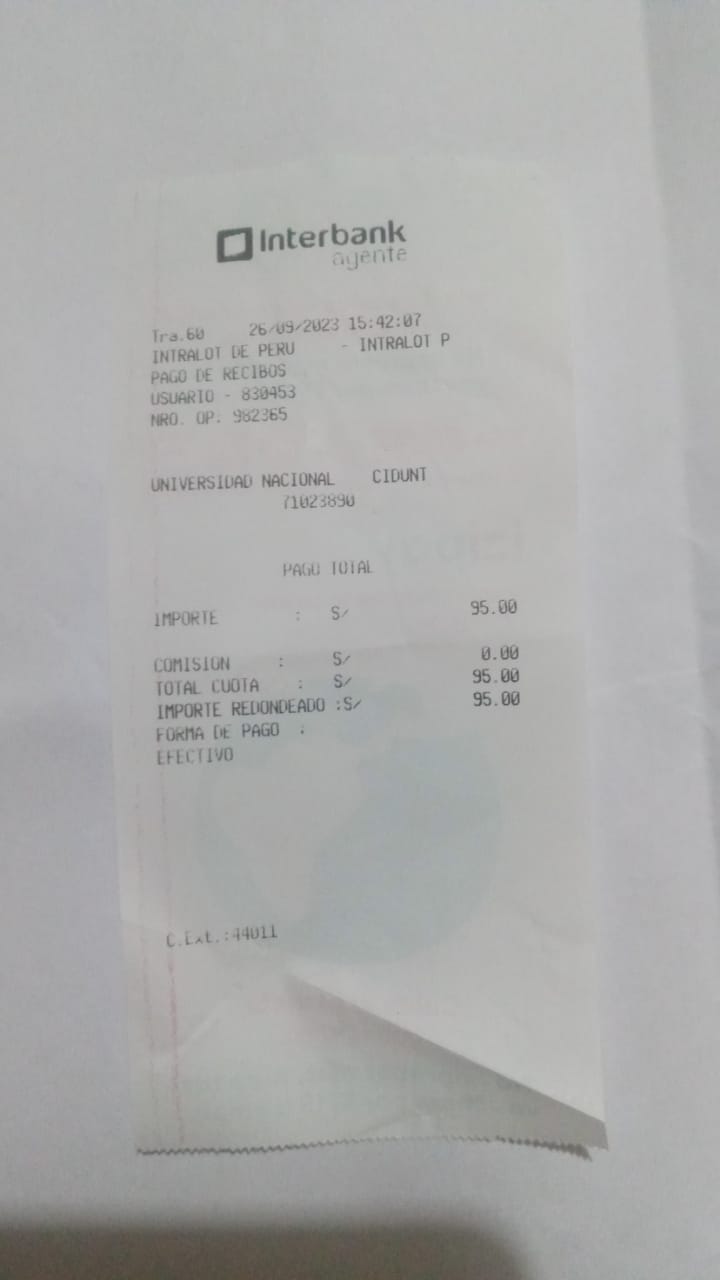 Interbank
agente
Tra.60 26/09/2023 15:42:07
INTRALOT DE PERU - INTRALOT P
PAGO DE RECIBOS
USUARIO - 830453
NRO. OP: 982365
UNIVERSIDAD NACIONAL CIDUNT
71023890
PAGO TOTAL
IMPORTE : S/ 95.00
COMISION : S/ 0.00
TOTAL CUOTA : S/ 95.00
IMPORTE REDONDEADO :S/ 95.00
FORMA DE PAGO :
EFECTIVO
C.Ext.:44011